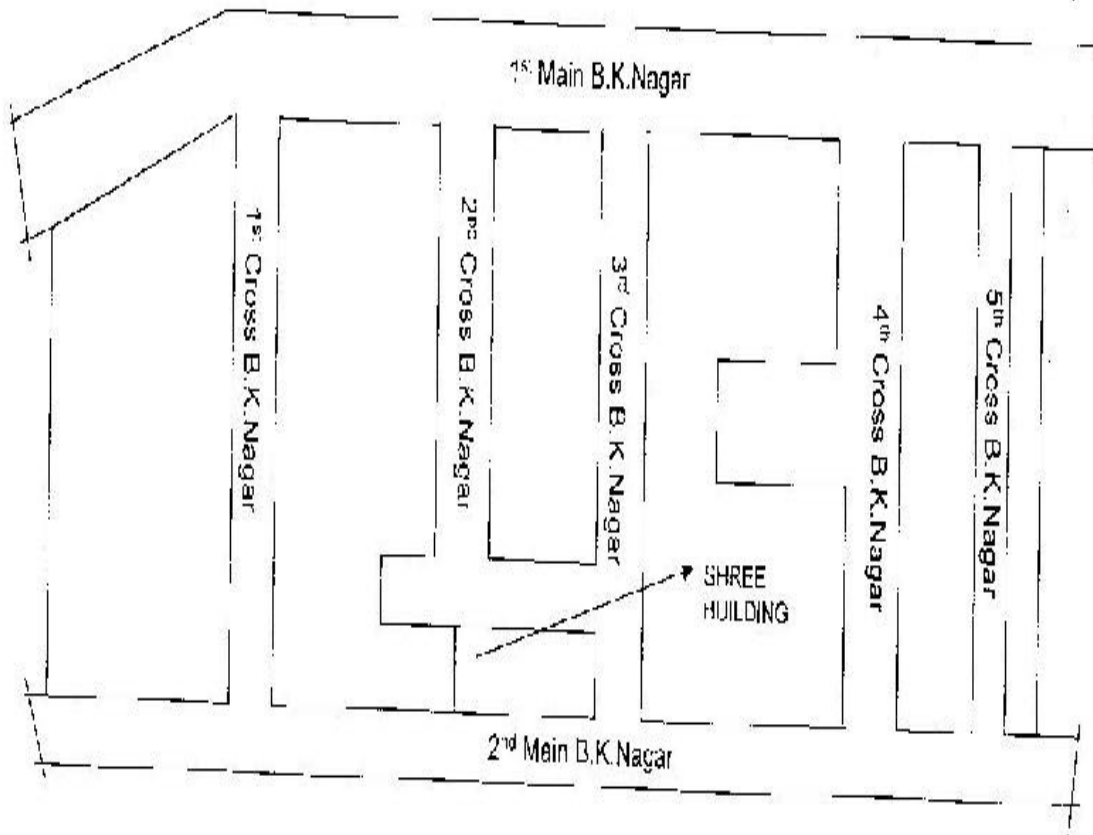 1st Main B.K.Nagar
1st Cross B.K.Nagar
2nd Cross B.K.Nagar
3rd Cross B.K.Nagar
4th Cross B.K.Nagar
5th Cross B.K.Nagar
SHREE
BUILDING
2nd Main B.K.Nagar